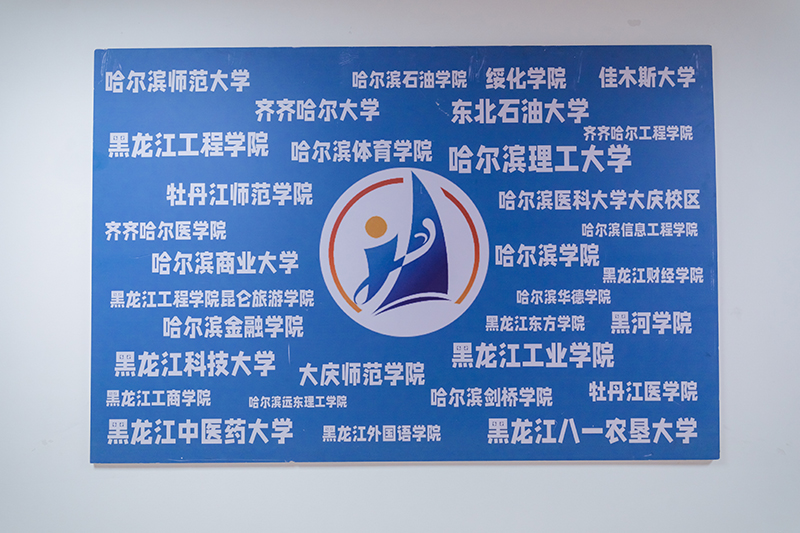 哈尔滨师范大学
哈尔滨石油学院
绥化学院
佳木斯大学
齐齐哈尔大学
东北石油大学
齐齐哈尔工程学院
黑龙江工程学院
哈尔滨体育学院
哈尔滨理工大学
牡丹江师范学院
哈尔滨医科大学大庆校区
齐齐哈尔医学院
哈尔滨信息工程学院
哈尔滨商业大学
哈尔滨学院
黑龙江财经学院
黑龙江工程学院昆仑旅游学院
哈尔滨华德学院
哈尔滨金融学院
黑龙江东方学院
黑河学院
黑龙江科技大学
大庆师范学院
黑龙江工业学院
黑龙江工商学院
哈尔滨远东理工学院
哈尔滨剑桥学院
牡丹江医学院
黑龙江中医药大学
黑龙江外国语学院
黑龙江八一农垦大学